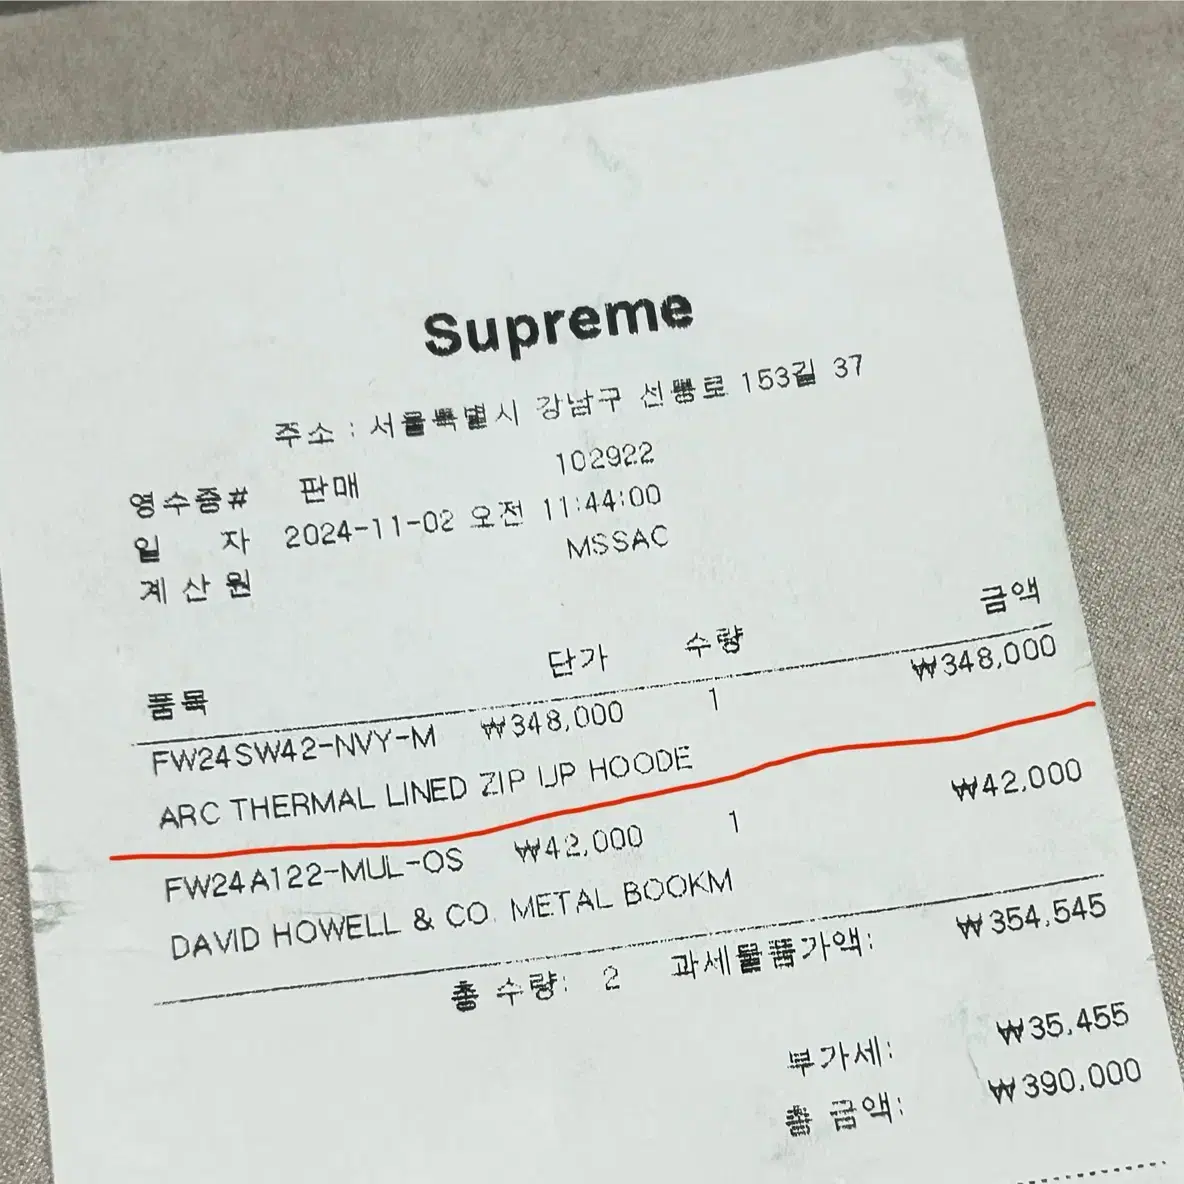 Supreme
주소 : 서울특별시 강남구 선릉로 153길 37
영수증# 판매 102922
일 자 2024-11-02 오전 11:44:00
계 산 원 MSSAC
품목 단가 수량 금액
FW24SW42-NVY-M ₩348,000 1 ₩348,000
ARC THERMAL LINED ZIP UP HOODE
FW24A122-MUL-OS ₩42,000 1 ₩42,000
DAVID HOWELL & CO. METAL BOOKM
총 수량: 2 과세물품가액: ₩354,545
부가세: ₩35,455
총 금액: ₩390,000